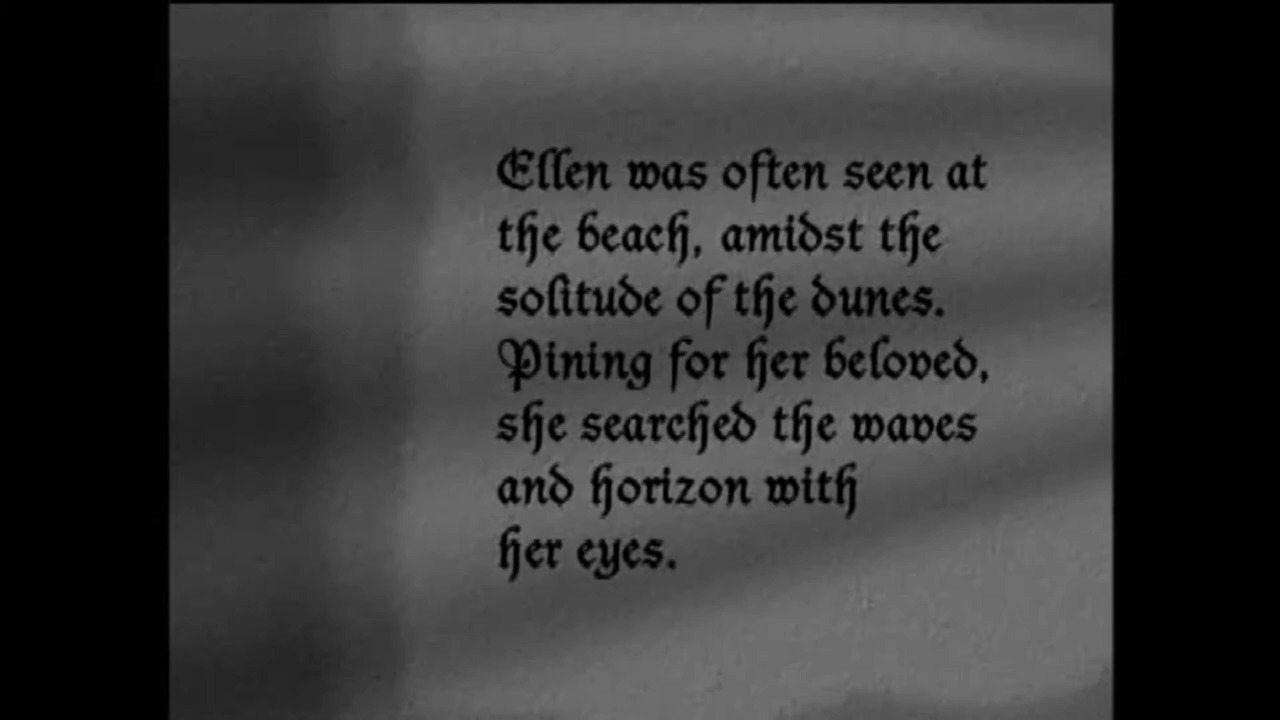 Ellen was often seen at
the beach, amidst the
solitude of the dunes.
Pining for her beloved,
she searched the waves
and horizon with
her eyes.